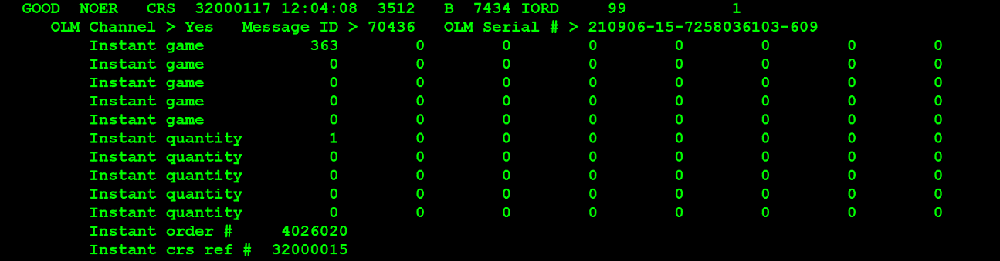 GOOD  NOER   CRS  32000117 12:04:08  3512   B  7434 IORD     99           1
OLM Channel > Yes   Message ID > 70436   OLM Serial # > 210906-15-7258036103-609
Instant game           363        0        0        0        0        0        0        0
Instant game             0        0        0        0        0        0        0        0
Instant game             0        0        0        0        0        0        0        0
Instant game             0        0        0        0        0        0        0        0
Instant game             0        0        0        0        0        0        0        0
Instant quantity         1        0        0        0        0        0        0        0
Instant quantity         0        0        0        0        0        0        0        0
Instant quantity         0        0        0        0        0        0        0        0
Instant quantity         0        0        0        0        0        0        0        0
Instant quantity         0        0        0        0        0        0        0        0
Instant order #     4026020
Instant crs ref #  32000015